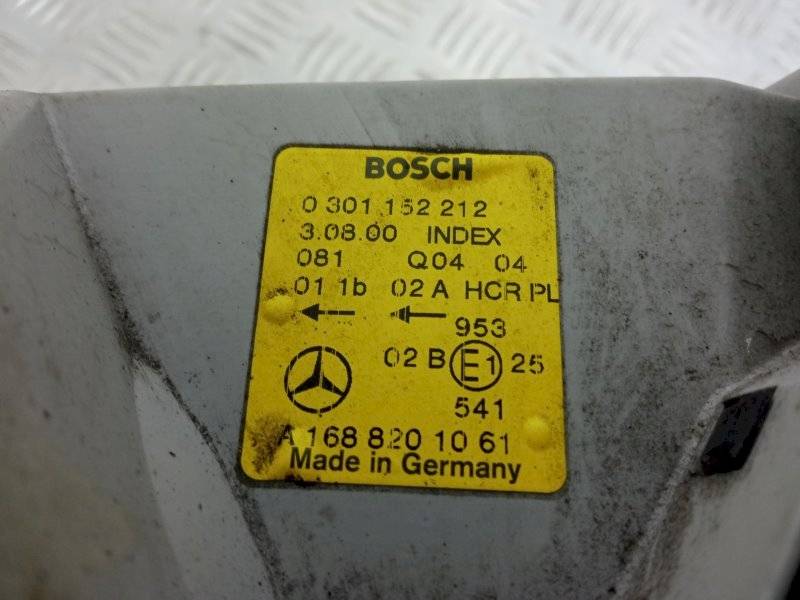 BOSCH
0 301 152 212
3.08.00 INDEX
081 Q04 04
01 1b 02 A HCR PL
953
02 B E1 25
541
A 168 820 10 61
Made in Germany